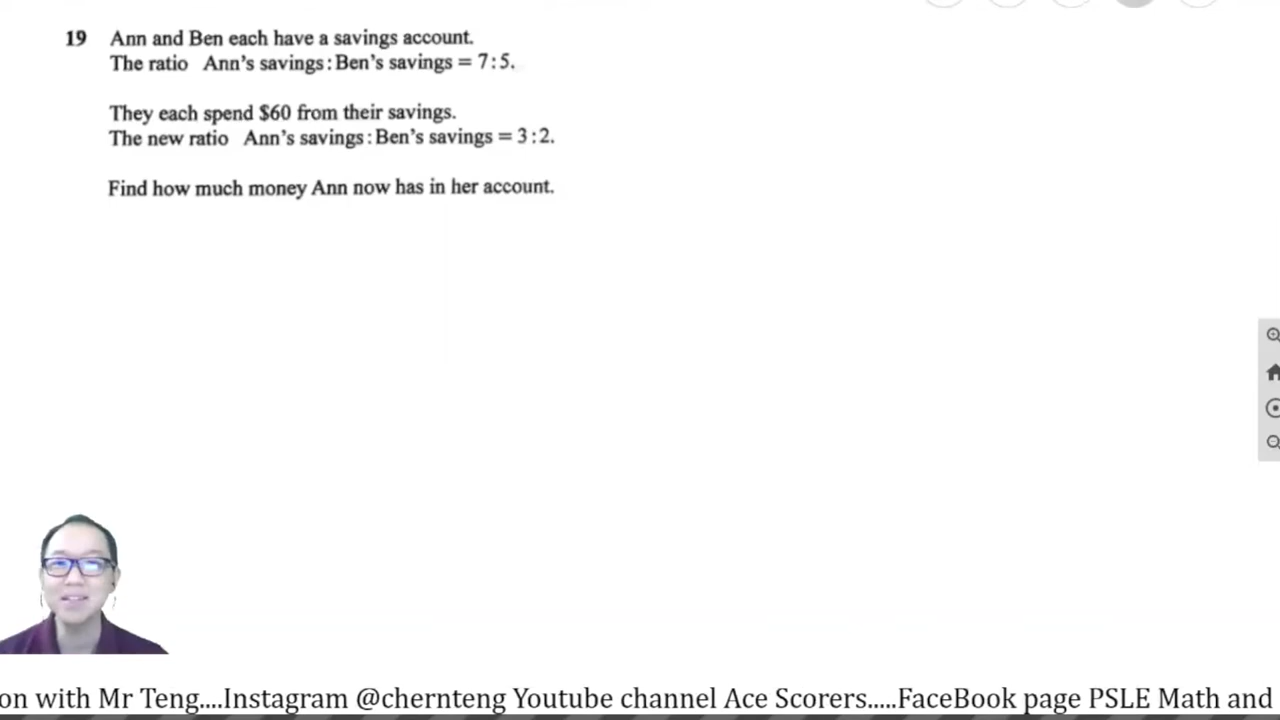 19 Ann and Ben each have a savings account.
The ratio Ann's savings : Ben's savings = 7 : 5.
They each spend $60 from their savings.
The new ratio Ann's savings : Ben's savings = 3 : 2.
Find how much money Ann now has in her account.
on with Mr Teng....Instagram @chernteng Youtube channel Ace Scorers.....FaceBook page PSLE Math and